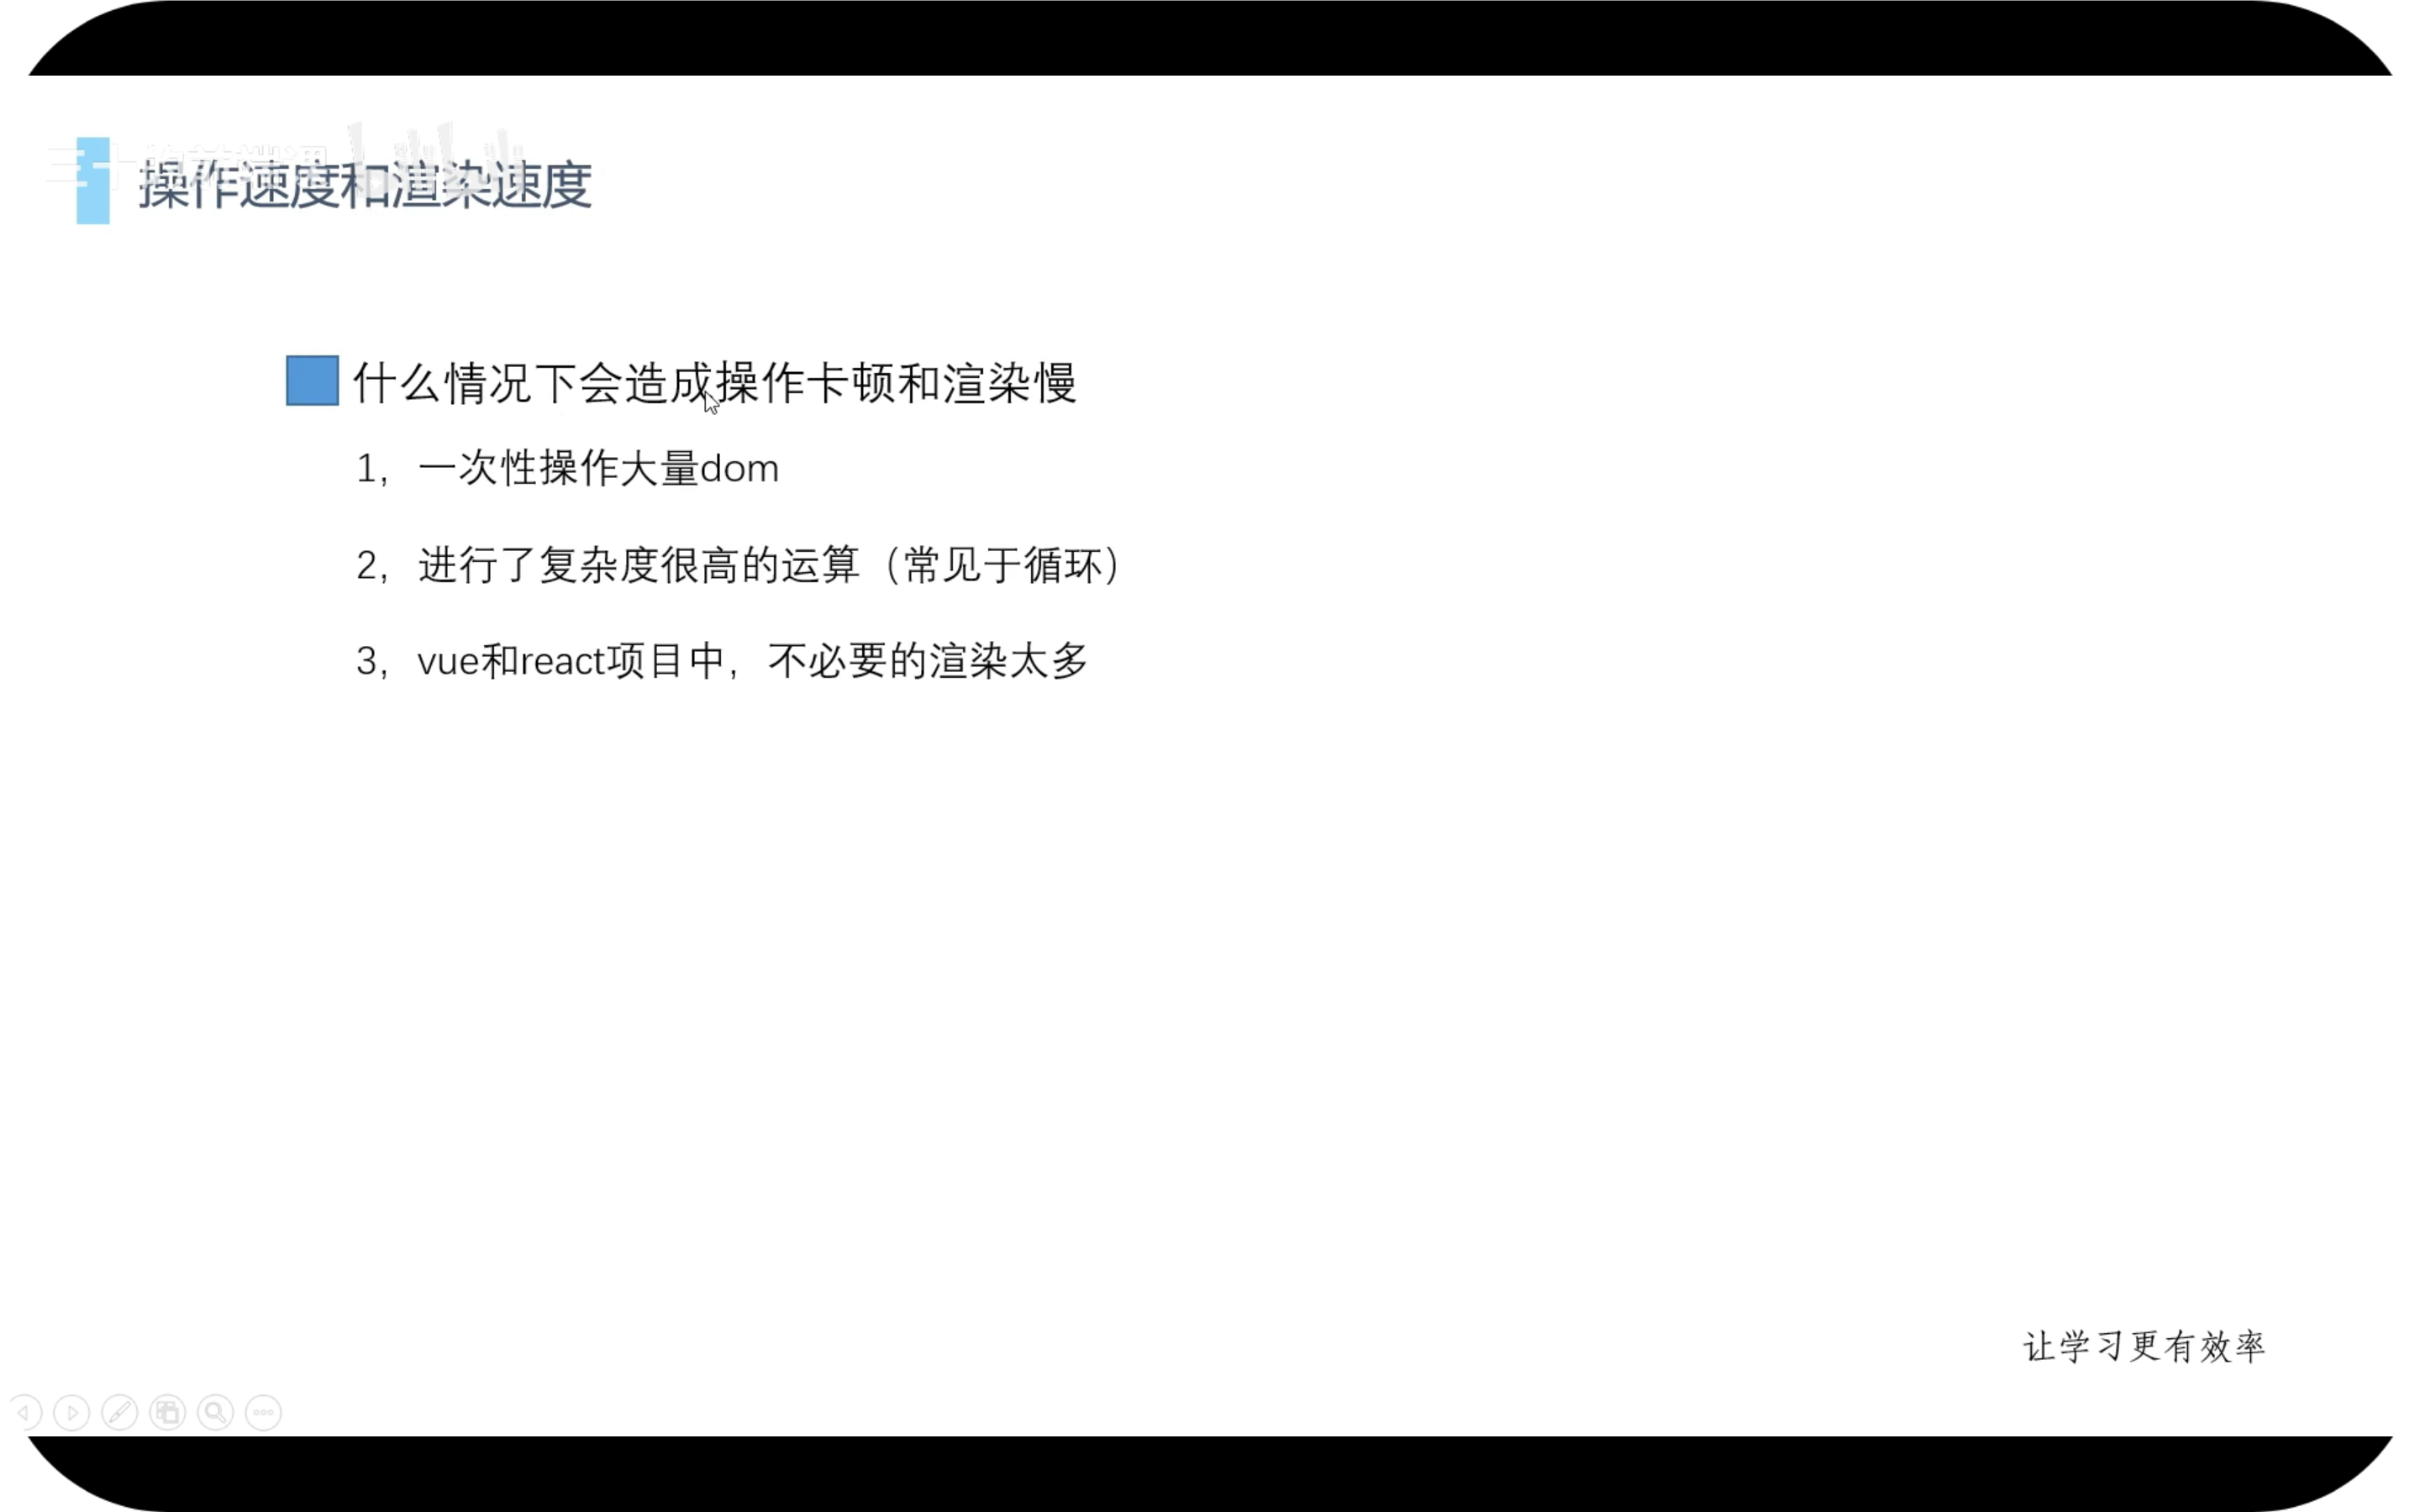 操作速度和渲染速度
什么情况下会造成操作卡顿和渲染慢
1，一次性操作大量dom
2，进行了复杂度很高的运算（常见于循环）
3，vue和react项目中，不必要的渲染太多
让学习更有效率